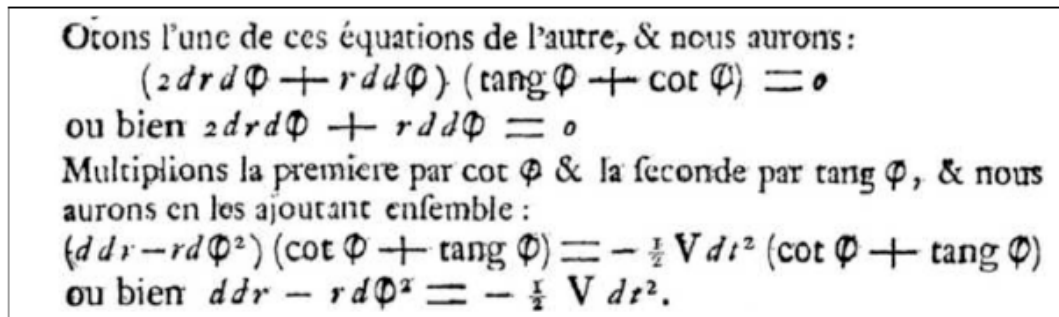 Otons l'une de ces équations de l'autre, & nous aurons:
(2drdφ + rddφ) (tang φ + cot φ) = o
ou bien 2drdφ + rddφ = o
Multiplions la premiere par cot φ & la ſeconde par tang φ, & nous
aurons en les ajoutant enſemble :
(ddr − rdφ²) (cot φ + tang φ) = − ½ V dt² (cot φ + tang φ)
ou bien ddr − rdφ² = − ½ V dt².